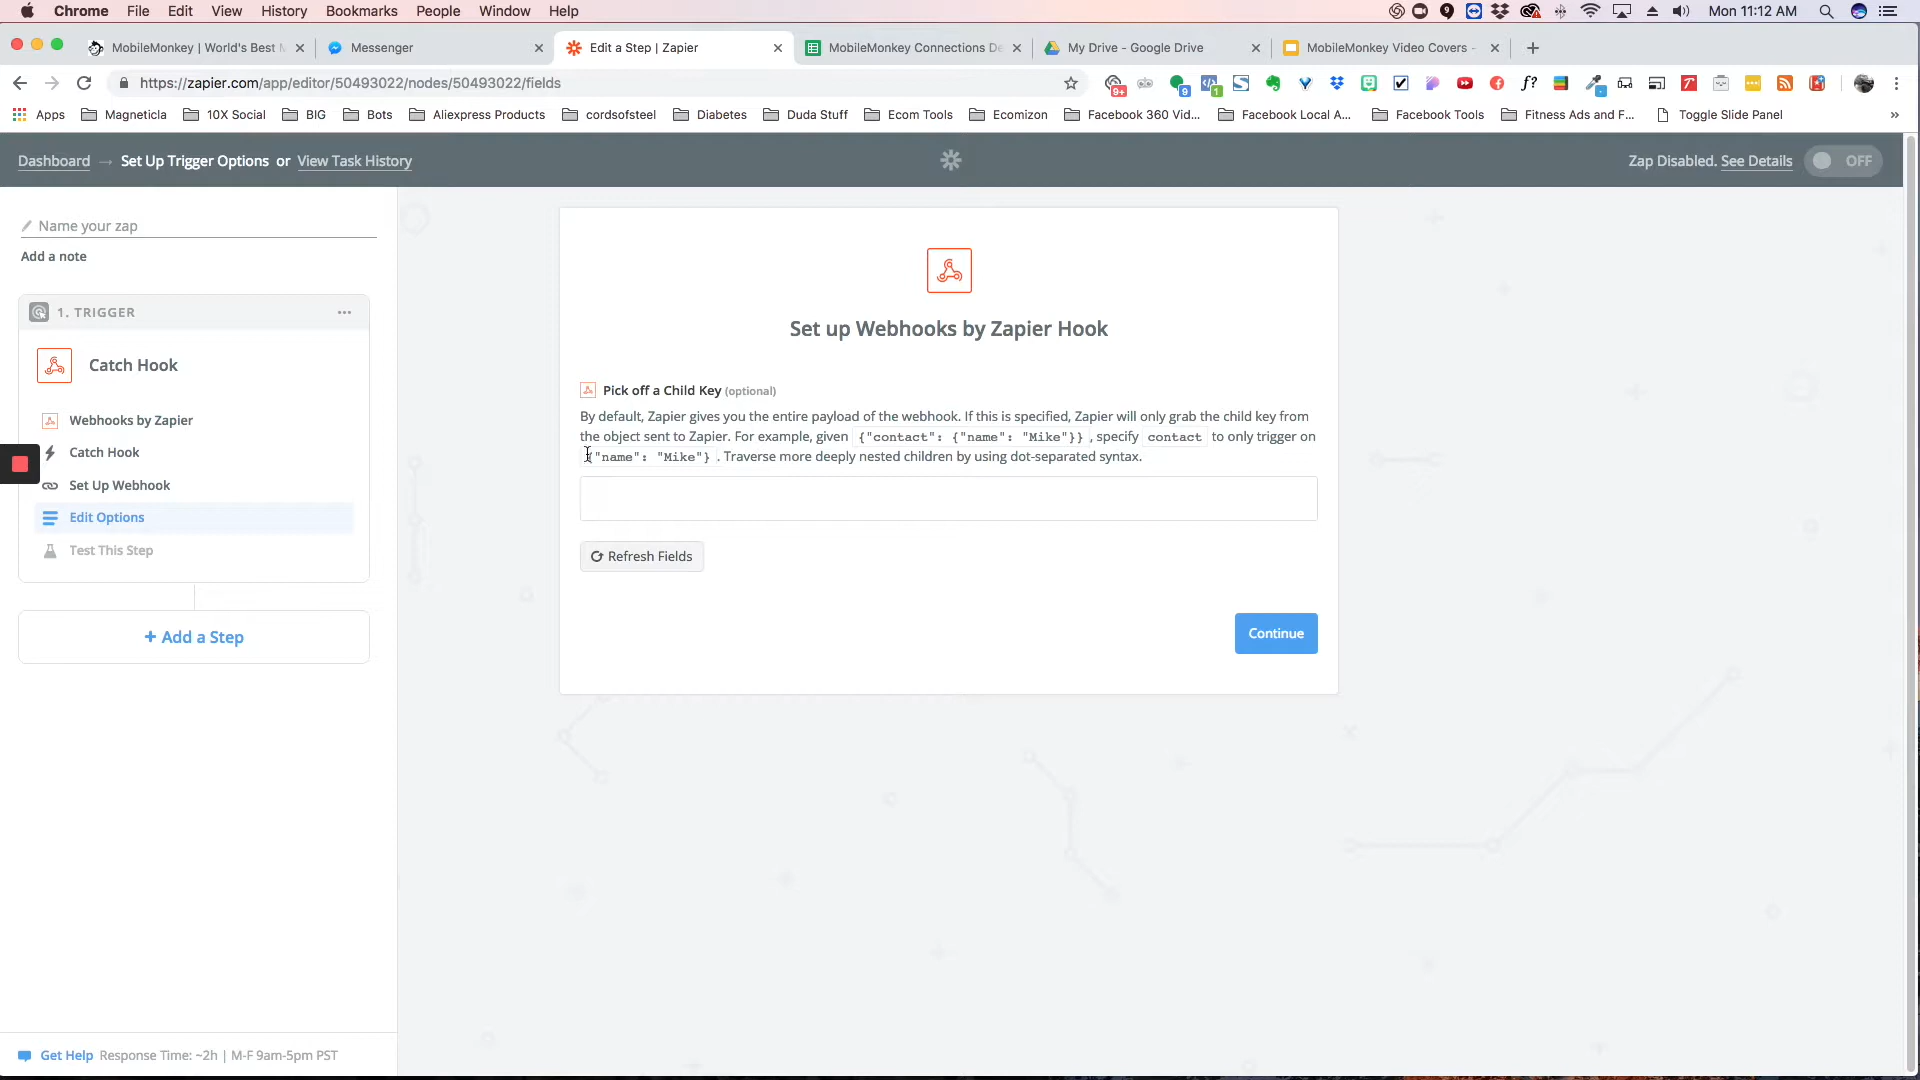 Chrome File Edit View History Bookmarks People Window Help
Mon 11:12 AM
MobileMonkey | World's Best
Messenger
Edit a Step | Zapier
MobileMonkey Connections De
My Drive - Google Drive
MobileMonkey Video Covers -
https://zapier.com/app/editor/50493022/nodes/50493022/fields
9+ 9 1 f?
Apps Magneticla 10X Social BIG Bots Aliexpress Products cordsofsteel Diabetes Duda Stuff Ecom Tools Ecomizon Facebook 360 Vid... Facebook Local A... Facebook Tools Fitness Ads and F... Toggle Slide Panel »
Dashboard → Set Up Trigger Options or View Task History
Zap Disabled. See Details OFF
Name your zap
Add a note
1. TRIGGER ...
Catch Hook
Webhooks by Zapier
Catch Hook
Set Up Webhook
Edit Options
Test This Step
+ Add a Step
Set up Webhooks by Zapier Hook
Pick off a Child Key (optional)
By default, Zapier gives you the entire payload of the webhook. If this is specified, Zapier will only grab the child key from
the object sent to Zapier. For example, given {"contact": {"name": "Mike"}} , specify contact to only trigger on
{"name": "Mike"} . Traverse more deeply nested children by using dot-separated syntax.
Refresh Fields
Continue
Get Help Response Time: ~2h | M-F 9am-5pm PST